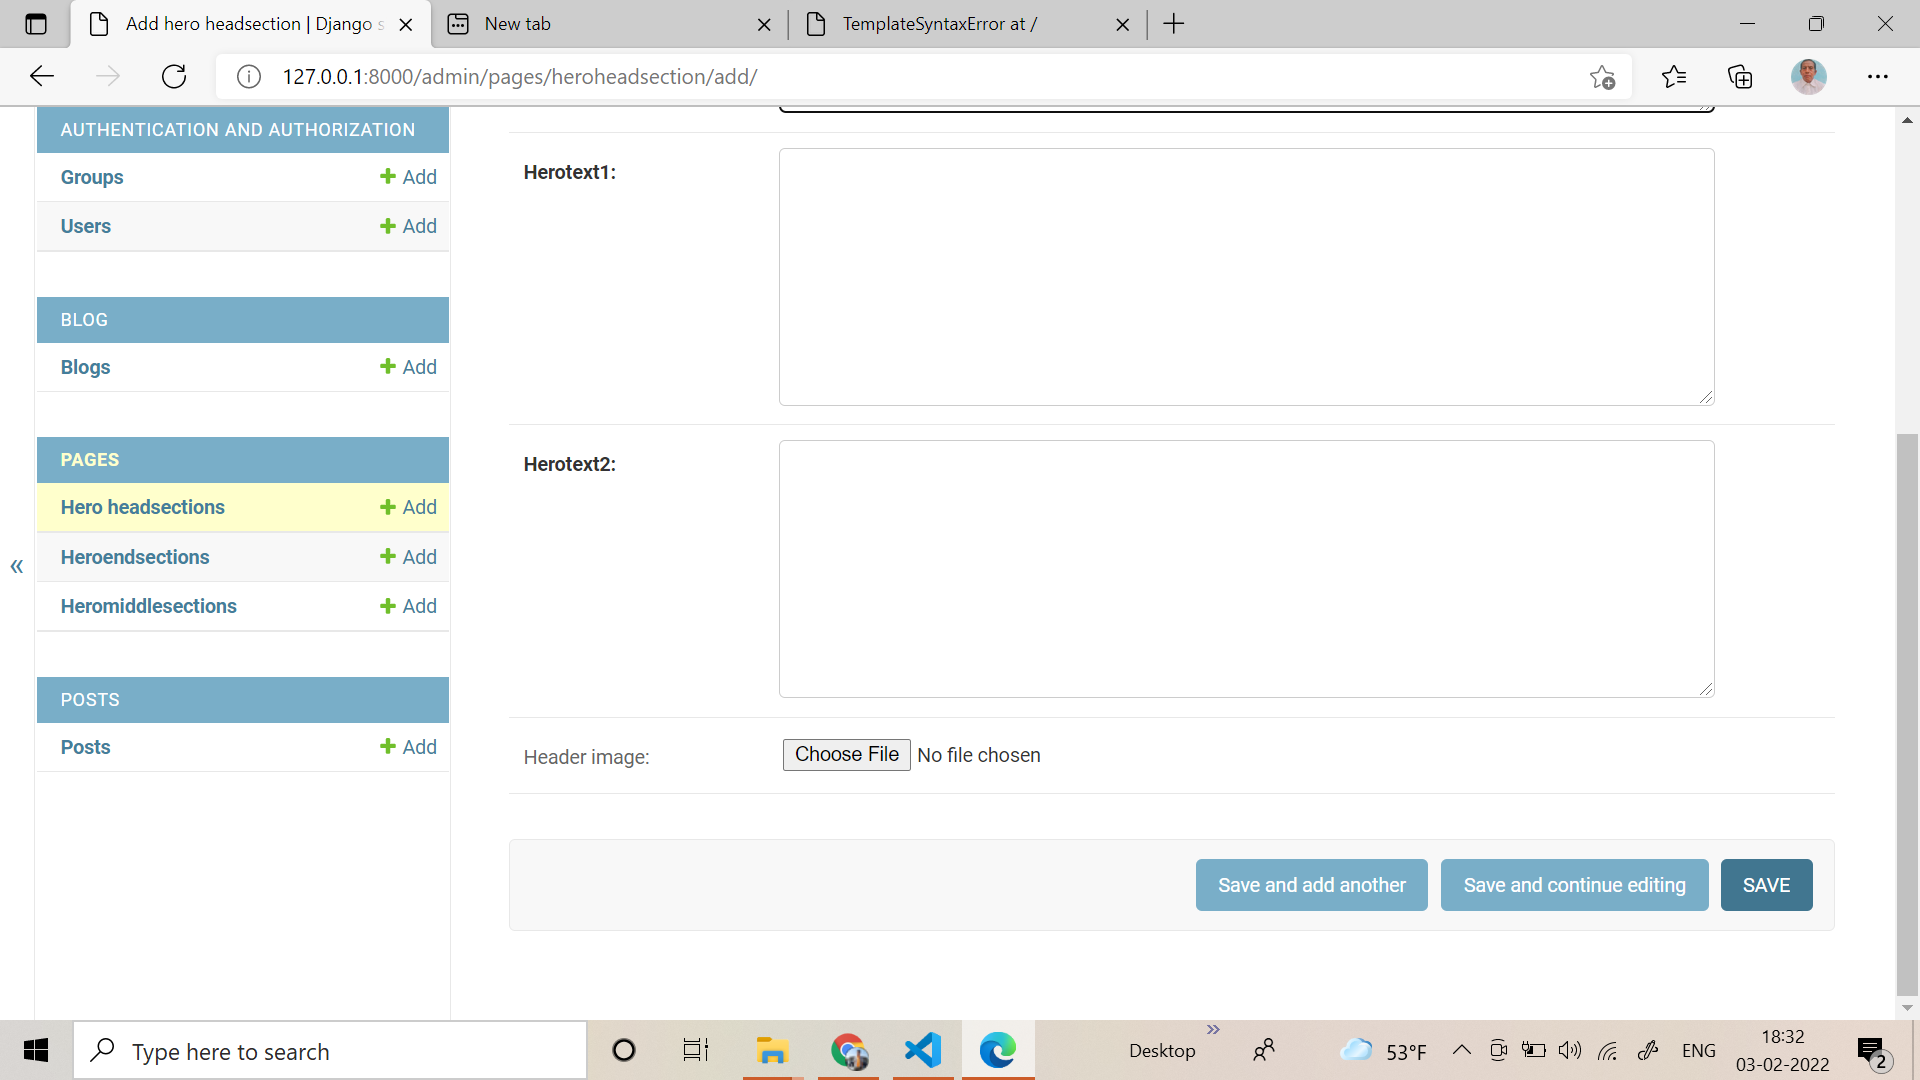 Add hero headsection | Django s
New tab
TemplateSyntaxError at /
127.0.0.1:8000/admin/pages/heroheadsection/add/
AUTHENTICATION AND AUTHORIZATION
Groups Add
Users Add
BLOG
Blogs Add
PAGES
Hero headsections Add
Heroendsections Add
Heromiddlesections Add
POSTS
Posts Add
«
Herotext1:
Herotext2:
Header image: Choose File No file chosen
Save and add another Save and continue editing SAVE
Type here to search
Desktop
»
53°F
ENG
18:32
03-02-2022
2